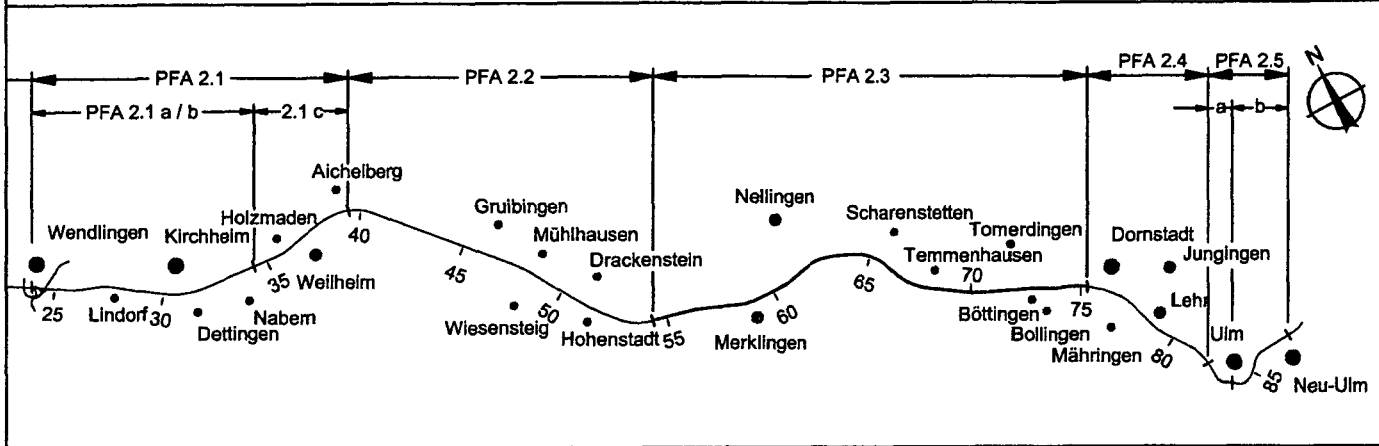 PFA 2.1
PFA 2.2
PFA 2.3
PFA 2.4
PFA 2.5
N
PFA 2.1 a / b
2.1 c
a
b
Aichelberg
Nellingen
Gruibingen
Scharenstetten
Holzmaden
Tomerdingen
Wendlingen
Kirchheim
40
Mühlhausen
Dornstadt
Temmenhausen
Jungingen
Drackenstein
45
65
70
35
Weilheim
25
Lindorf
30
Nabern
50
60
75
Lehr
Dettingen
Wiesensteig
Böttingen
Hohenstadt
55
Merklingen
Bollingen
Ulm
Mähringen
80
85
Neu-Ulm